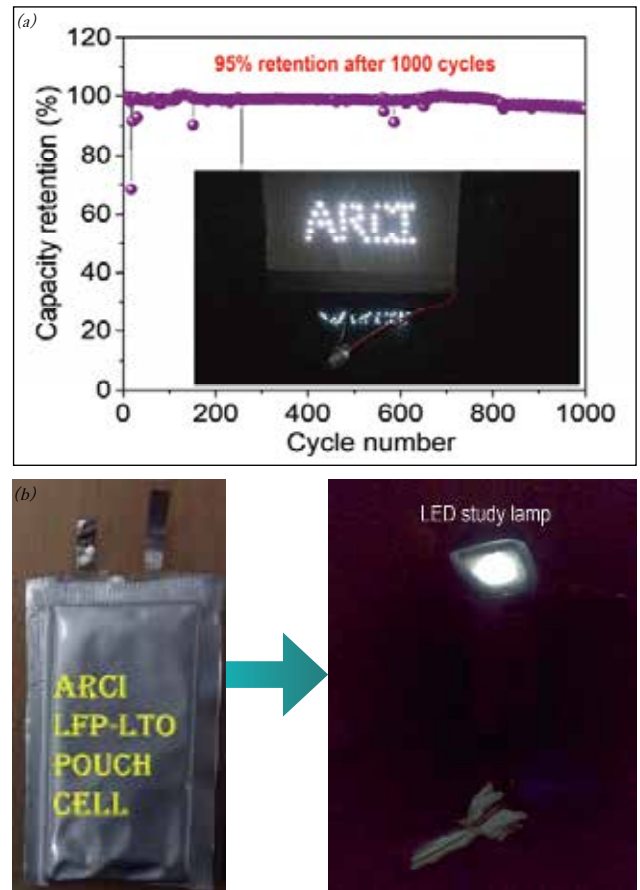 (a)
120
100
80
60
40
20
0
Capacity retention (%)
95% retention after 1000 cycles
ARCI
0 200 400 600 800 1000
Cycle number
(b)
ARCI
LFP-LTO
POUCH
CELL
LED study lamp